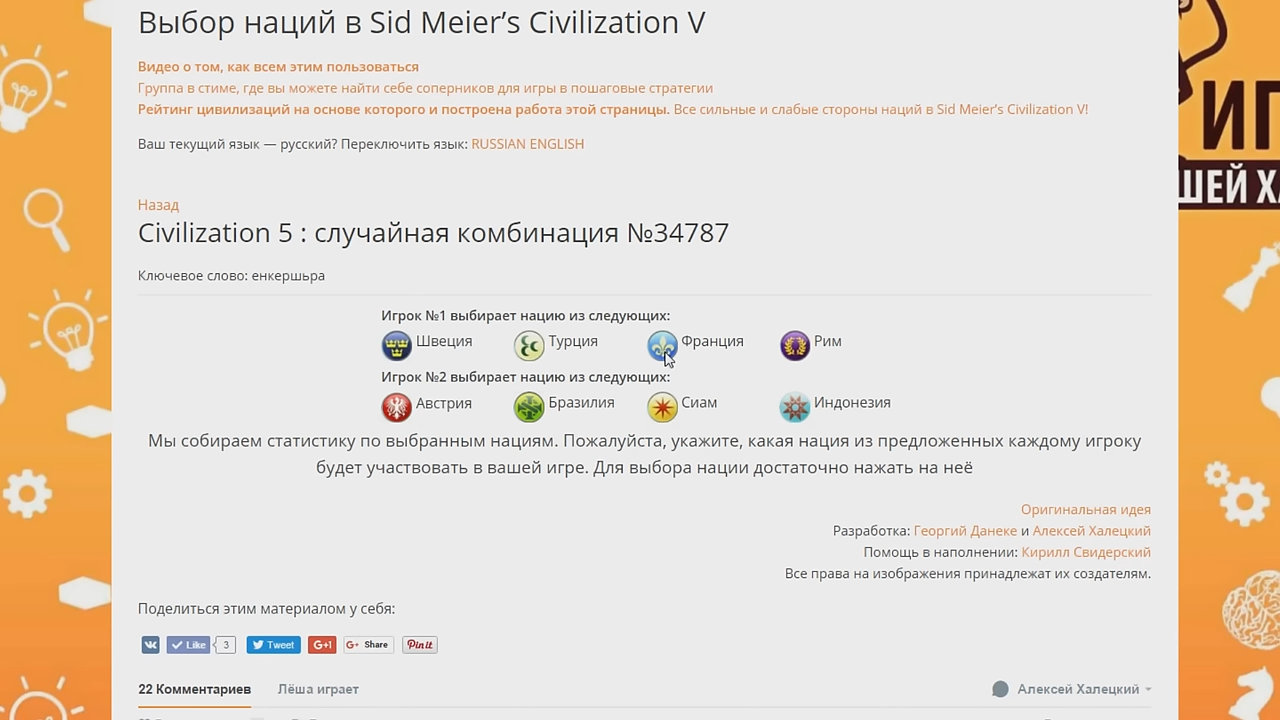 Выбор наций в Sid Meier’s Civilization V
Видео о том, как всем этим пользоваться
Группа в стиме, где вы можете найти себе соперников для игры в пошаговые стратегии
Рейтинг цивилизаций на основе которого и построена работа этой страницы. Все сильные и слабые стороны наций в Sid Meier’s Civilization V!
Ваш текущий язык — русский? Переключить язык: RUSSIAN ENGLISH
Назад
Civilization 5 : случайная комбинация №34787
Ключевое слово: енкершьра
Игрок №1 выбирает нацию из следующих:
Швеция Турция Франция Рим
Игрок №2 выбирает нацию из следующих:
Австрия Бразилия Сиам Индонезия
Мы собираем статистику по выбранным нациям. Пожалуйста, укажите, какая нация из предложенных каждому игроку
будет участвовать в вашей игре. Для выбора нации достаточно нажать на неё
Оригинальная идея
Разработка: Георгий Данеке и Алексей Халецкий
Помощь в наполнении: Кирилл Свидерский
Все права на изображения принадлежат их создателям.
Поделиться этим материалом у себя:
Like 3 Tweet G+1 G+ Share Pinit
22 Комментариев Лёша играет Алексей Халецкий